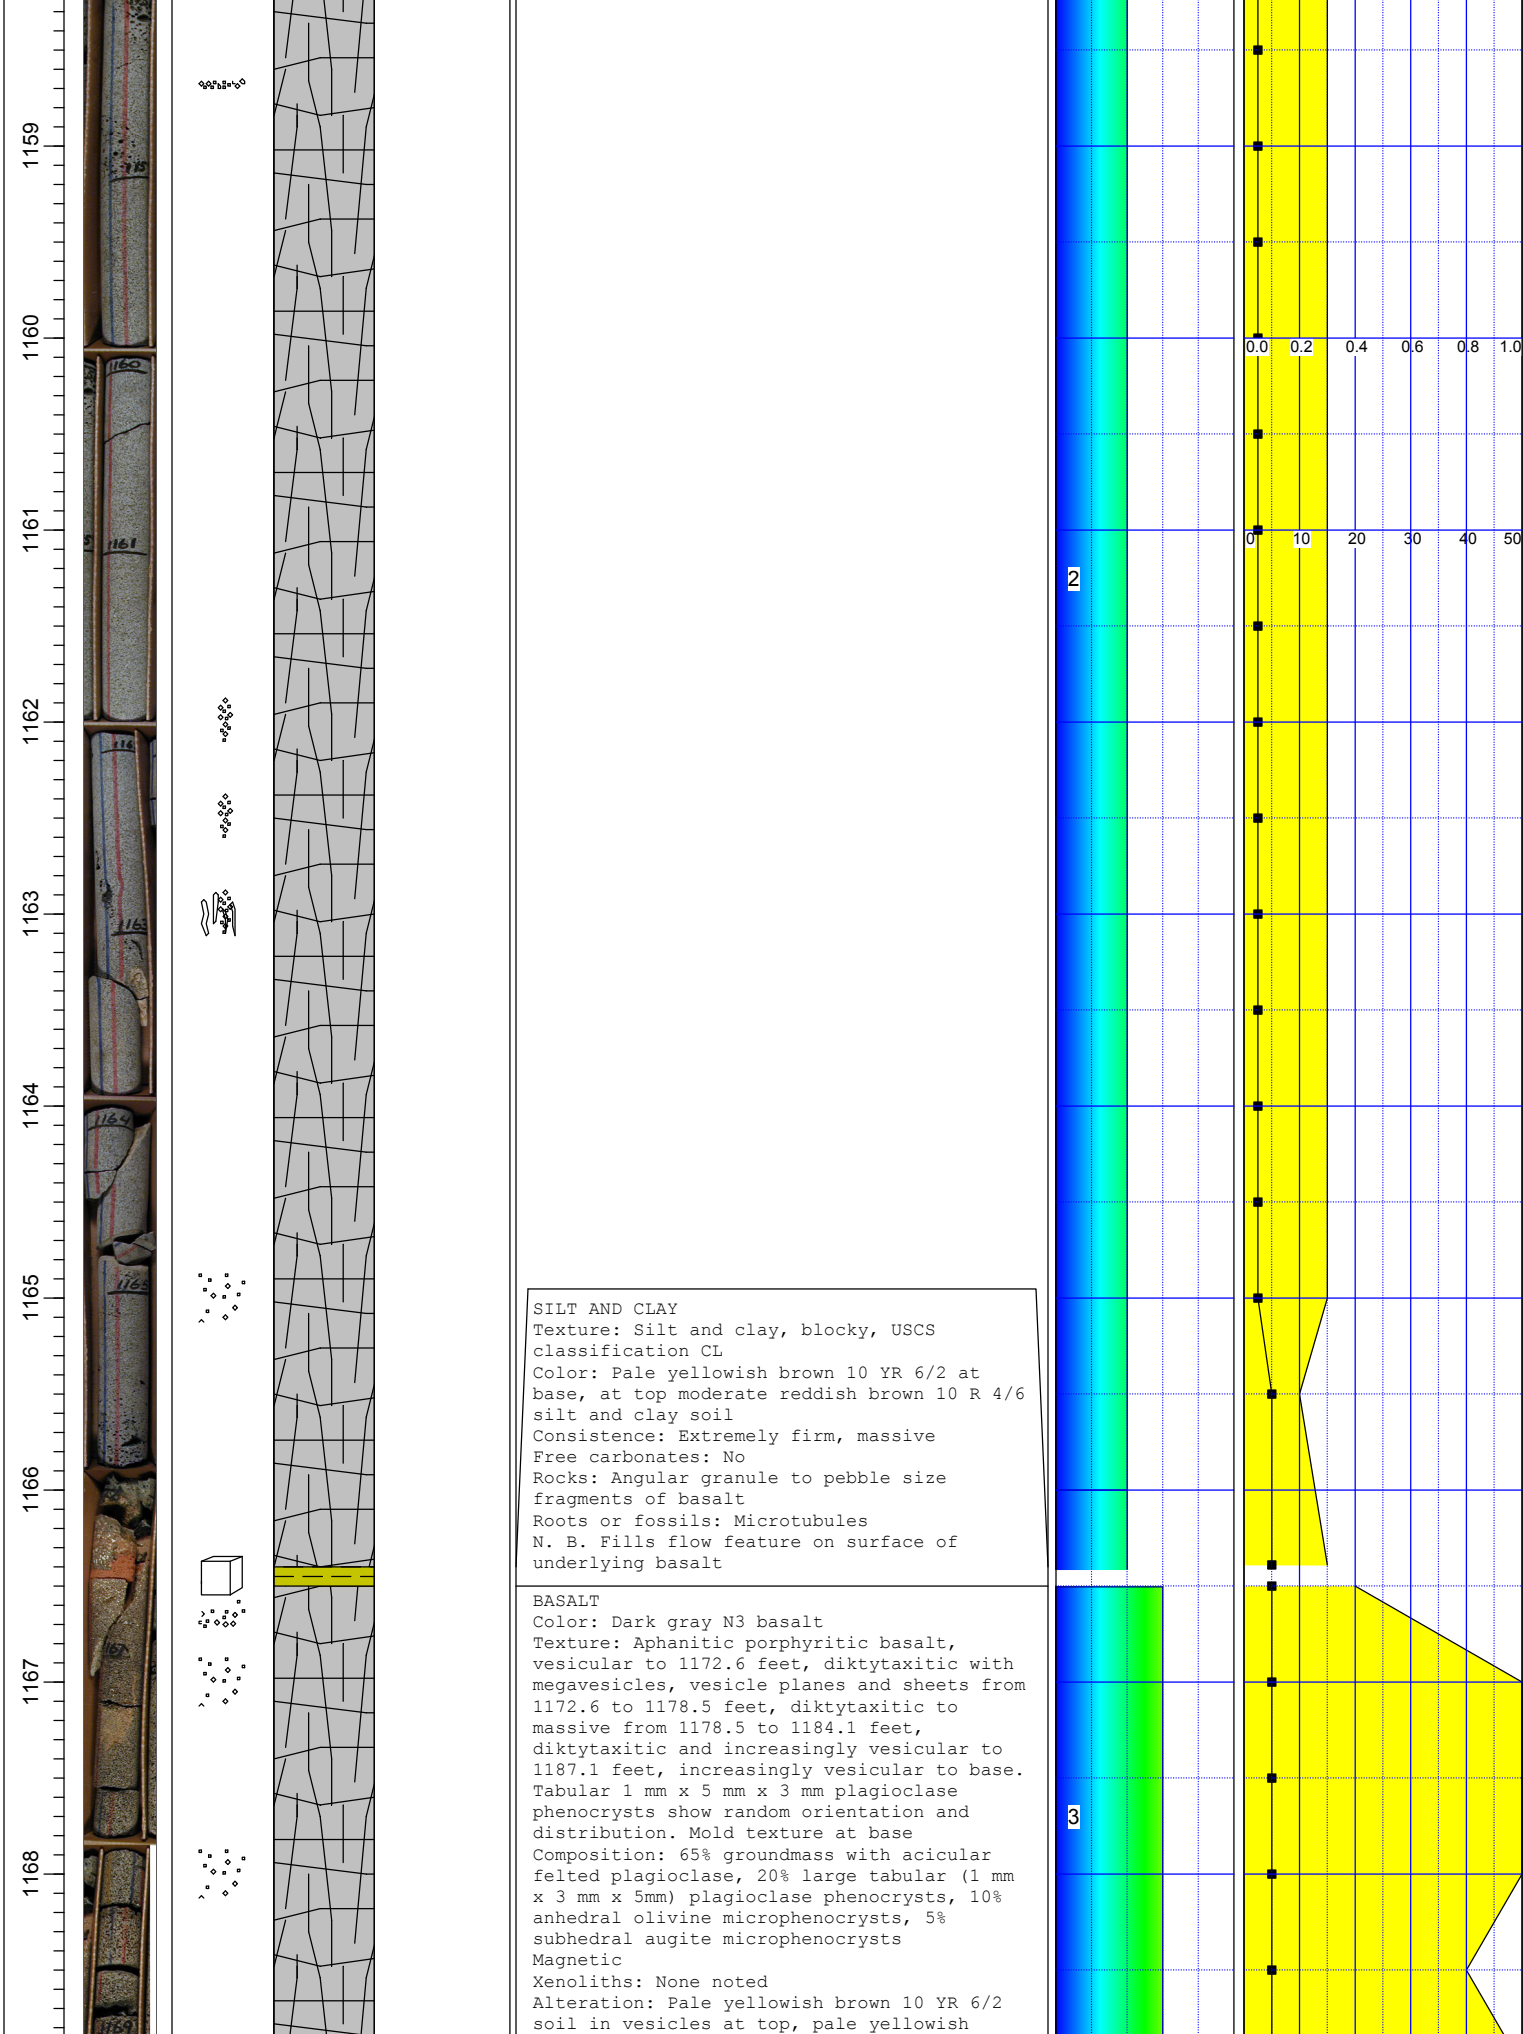 1159
1160
1161
1162
1163
1164
1165
1166
1167
1168
115
1160
1161
116
1163
1164
1165
167
SILT AND CLAY
Texture: Silt and clay, blocky, USCS
classification CL
Color: Pale yellowish brown 10 YR 6/2 at
base, at top moderate reddish brown 10 R 4/6
silt and clay soil
Consistence: Extremely firm, massive
Free carbonates: No
Rocks: Angular granule to pebble size
fragments of basalt
Roots or fossils: Microtubules
N. B. Fills flow feature on surface of
underlying basalt
BASALT
Color: Dark gray N3 basalt
Texture: Aphanitic porphyritic basalt,
vesicular to 1172.6 feet, diktytaxitic with
megavesicles, vesicle planes and sheets from
1172.6 to 1178.5 feet, diktytaxitic to
massive from 1178.5 to 1184.1 feet,
diktytaxitic and increasingly vesicular to
1187.1 feet, increasingly vesicular to base.
Tabular 1 mm x 5 mm x 3 mm plagioclase
phenocrysts show random orientation and
distribution. Mold texture at base
Composition: 65% groundmass with acicular
felted plagioclase, 20% large tabular (1 mm
x 3 mm x 5mm) plagioclase phenocrysts, 10%
anhedral olivine microphenocrysts, 5%
subhedral augite microphenocrysts
Magnetic
Xenoliths: None noted
Alteration: Pale yellowish brown 10 YR 6/2
soil in vesicles at top, pale yellowish
2
3
0.0 0.2 0.4 0.6 0.8 1.0
0 10 20 30 40 50